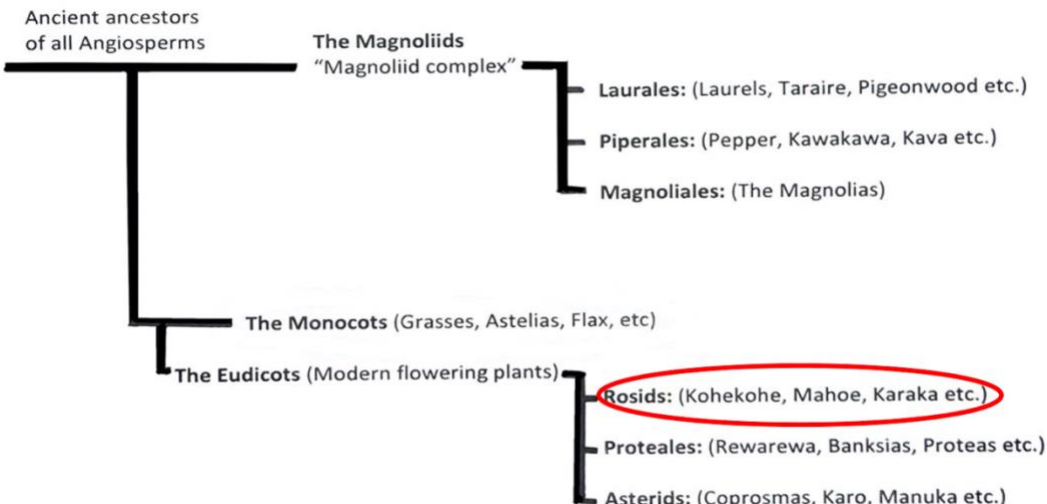 Ancient ancestors
of all Angiosperms
The Magnoliids
“Magnoliid complex”
Laurales: (Laurels, Taraire, Pigeonwood etc.)
Piperales: (Pepper, Kawakawa, Kava etc.)
Magnoliales: (The Magnolias)
The Monocots (Grasses, Astelias, Flax, etc)
The Eudicots (Modern flowering plants)
Rosids: (Kohekohe, Mahoe, Karaka etc.)
Proteales: (Rewarewa, Banksias, Proteas etc.)
Asterids: (Coprosmas, Karo, Manuka etc.)